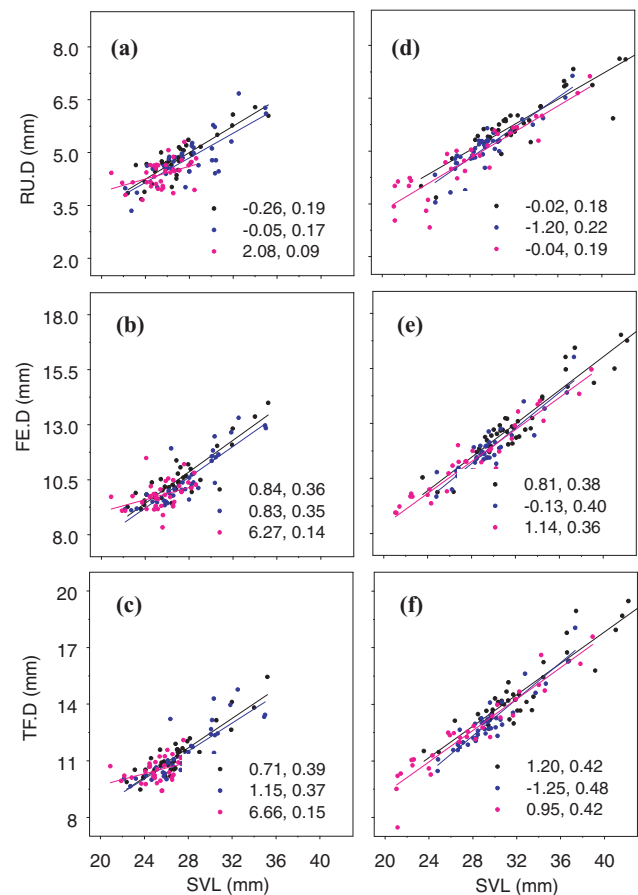 (a)
(d)
8.0
6.5
5.0
3.5
2.0
RU.D (mm)
-0.26, 0.19
-0.05, 0.17
2.08, 0.09
-0.02, 0.18
-1.20, 0.22
-0.04, 0.19
(b)
(e)
18.0
15.5
13.0
10.5
8.0
FE.D (mm)
0.84, 0.36
0.83, 0.35
6.27, 0.14
0.81, 0.38
-0.13, 0.40
1.14, 0.36
(c)
(f)
20
17
14
11
8
TF.D (mm)
0.71, 0.39
1.15, 0.37
6.66, 0.15
1.20, 0.42
-1.25, 0.48
0.95, 0.42
20 24 28 32 36 40
20 24 28 32 36 40
SVL (mm)
SVL (mm)